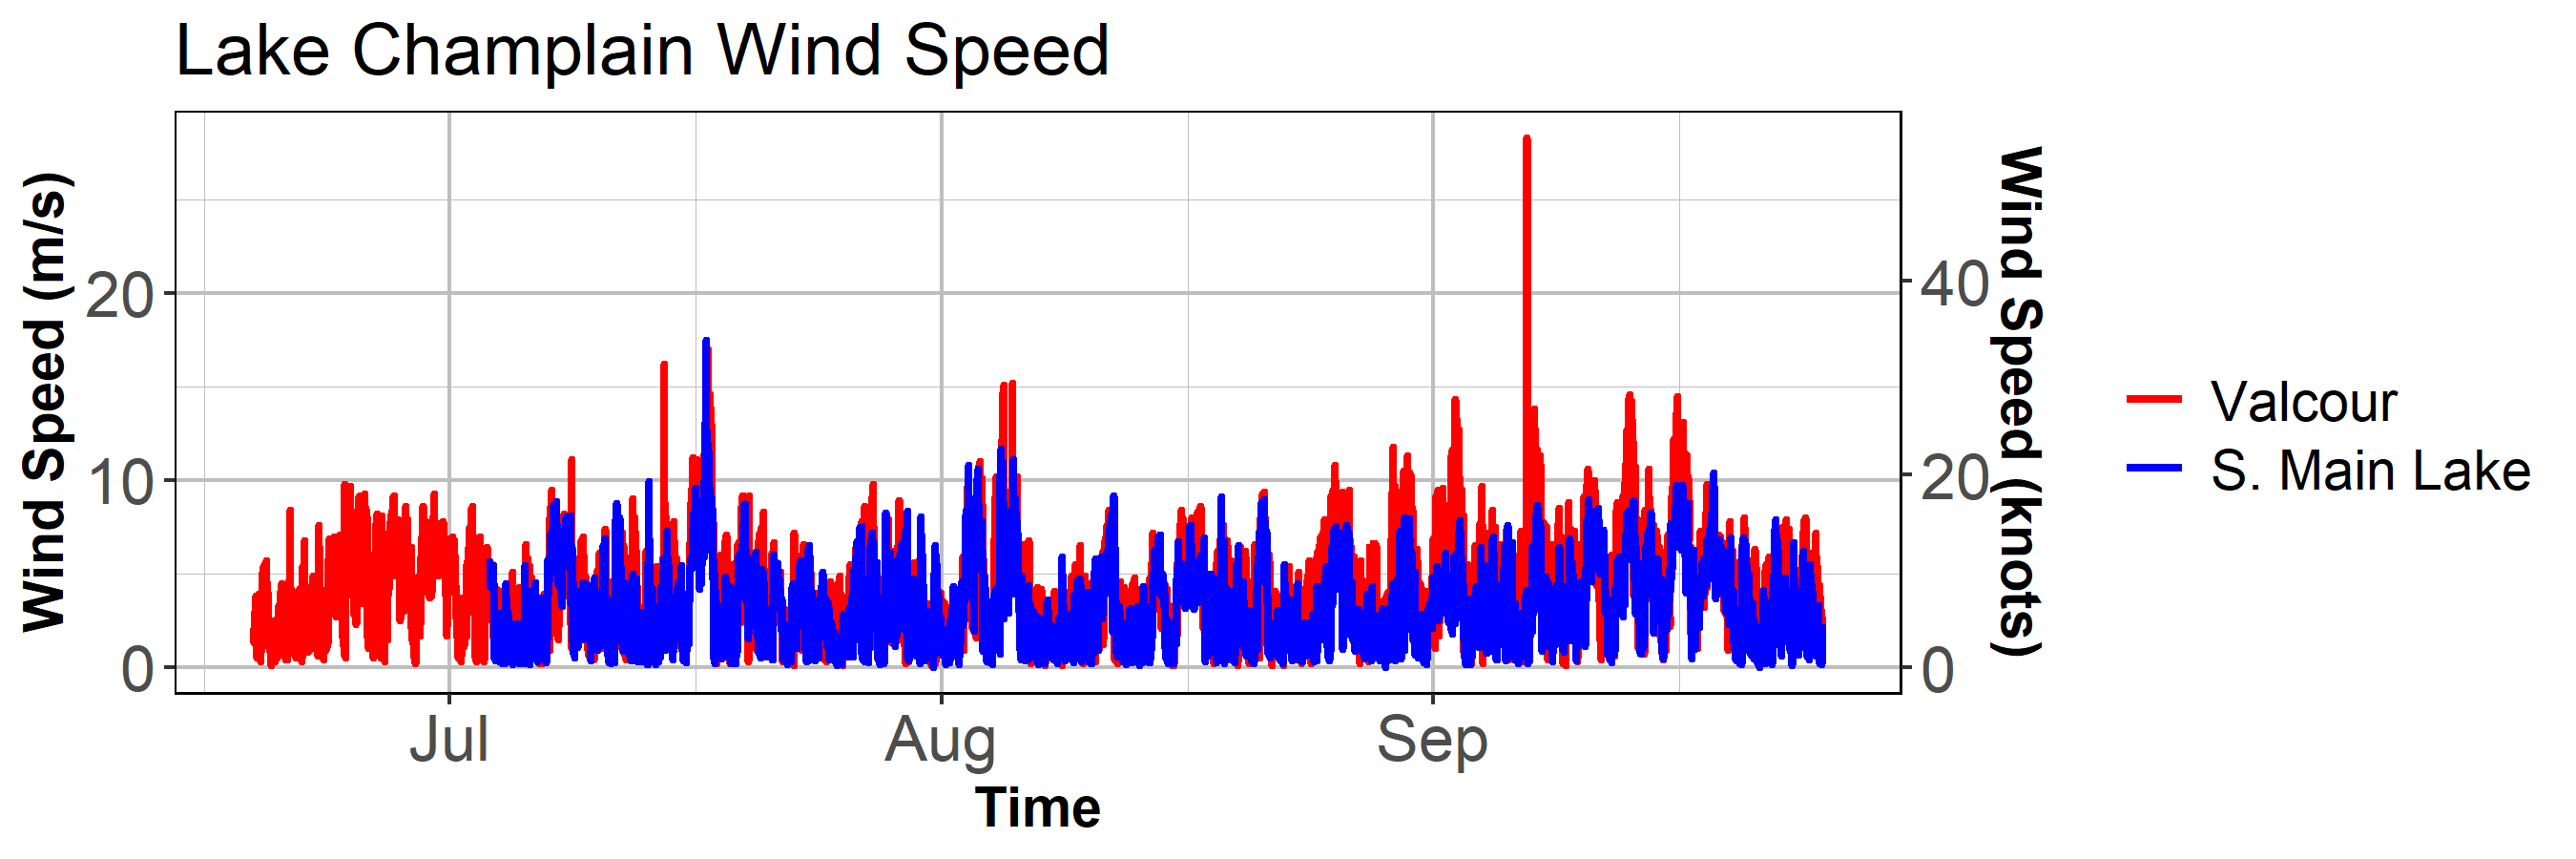 Lake Champlain Wind Speed
Wind Speed (m/s)
20
10
0
40
20
0
Wind Speed (knots)
Jul
Aug
Sep
Time
Valcour
S. Main Lake